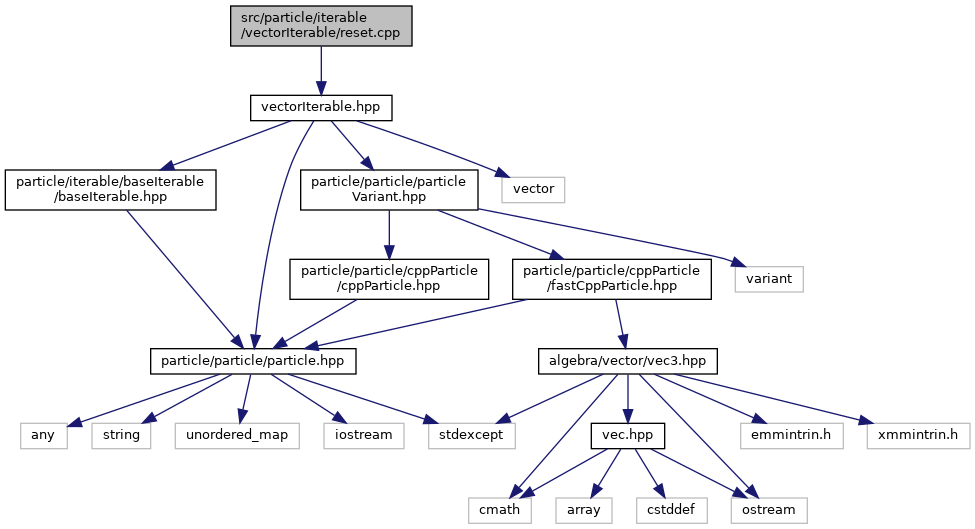 src/particle/iterable
/vectorIterable/reset.cpp
vectorIterable.hpp
particle/iterable/baseIterable
/baseIterable.hpp
particle/particle/particle
Variant.hpp
vector
particle/particle/cppParticle
/cppParticle.hpp
particle/particle/cppParticle
/fastCppParticle.hpp
variant
particle/particle/particle.hpp
algebra/vector/vec3.hpp
any
string
unordered_map
iostream
stdexcept
vec.hpp
emmintrin.h
xmmintrin.h
cmath
array
cstddef
ostream